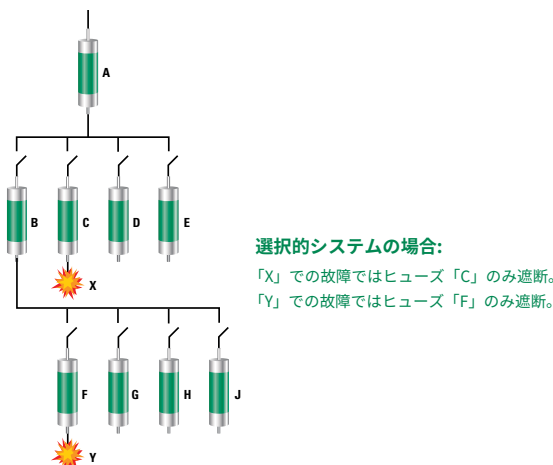 A
B
C
D
E
X
選択的システムの場合:
「X」での故障ではヒューズ「C」のみ遮断。
「Y」での故障ではヒューズ「F」のみ遮断。
F
G
H
J
Y